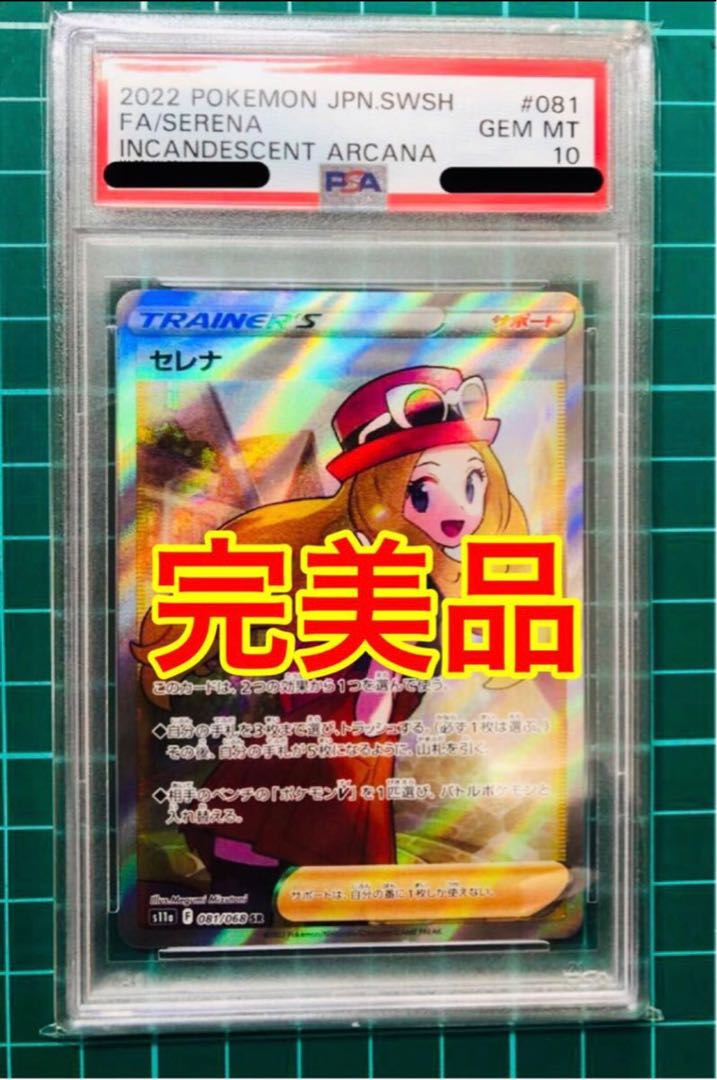 2022 POKEMON JPN.SWSH #081
FA/SERENA GEM MT
INCANDESCENT ARCANA 10
PSA
TRAINER'S サポート
セレナ
完美品
このカードは、2つの効果から1つを選んで使う。
◆自分の手札を3枚まで選び、トラッシュする。(必ず1枚は選ぶ。)
その後、自分の手札が5枚になるように、山札を引く。
◆相手のベンチの「ポケモンV」を1匹選び、バトルポケモンと
入れ替える。
サポートは、自分の番に1枚しか使えない。
Illus. Megumi Mizutani
s11a F 081/068 SR